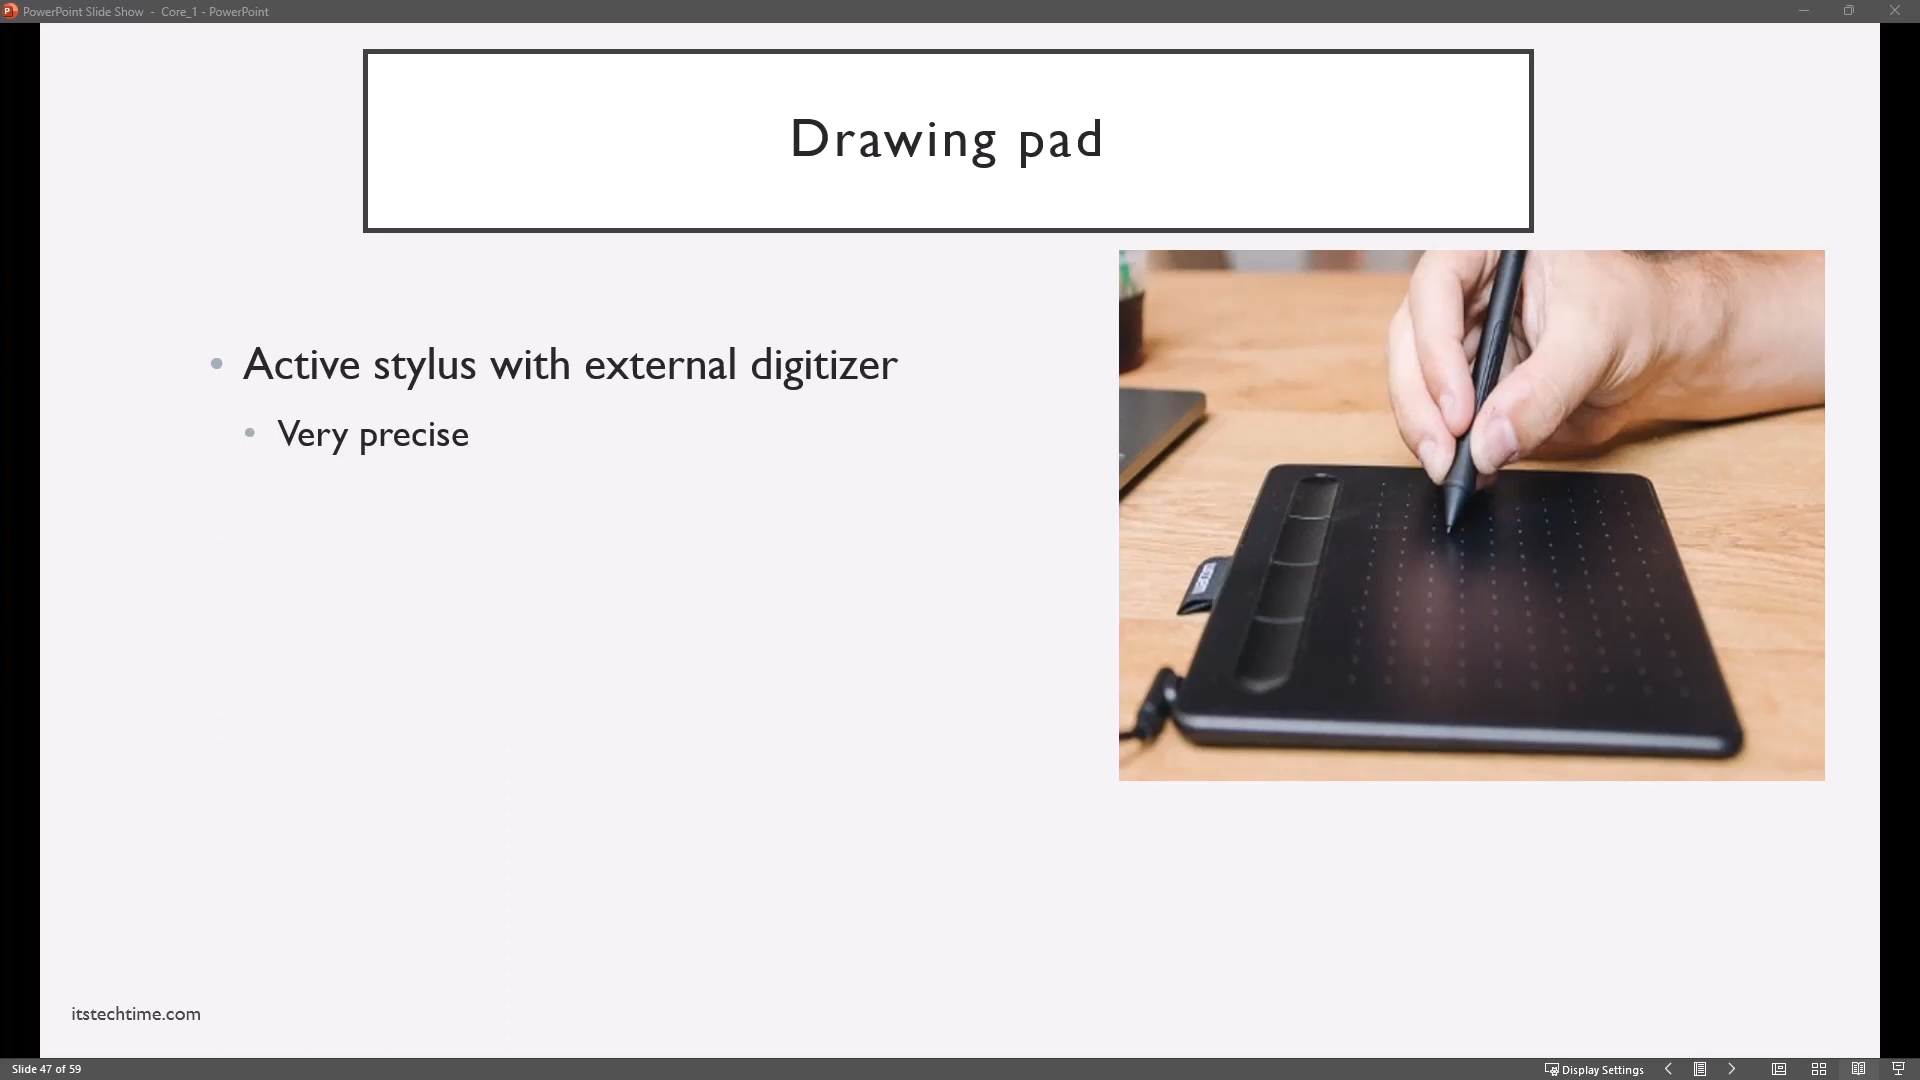 PowerPoint Slide Show - Core_1 - PowerPoint
Drawing pad
Active stylus with external digitizer
Very precise
wacom
itstechtime.com
Slide 47 of 59
Display Settings